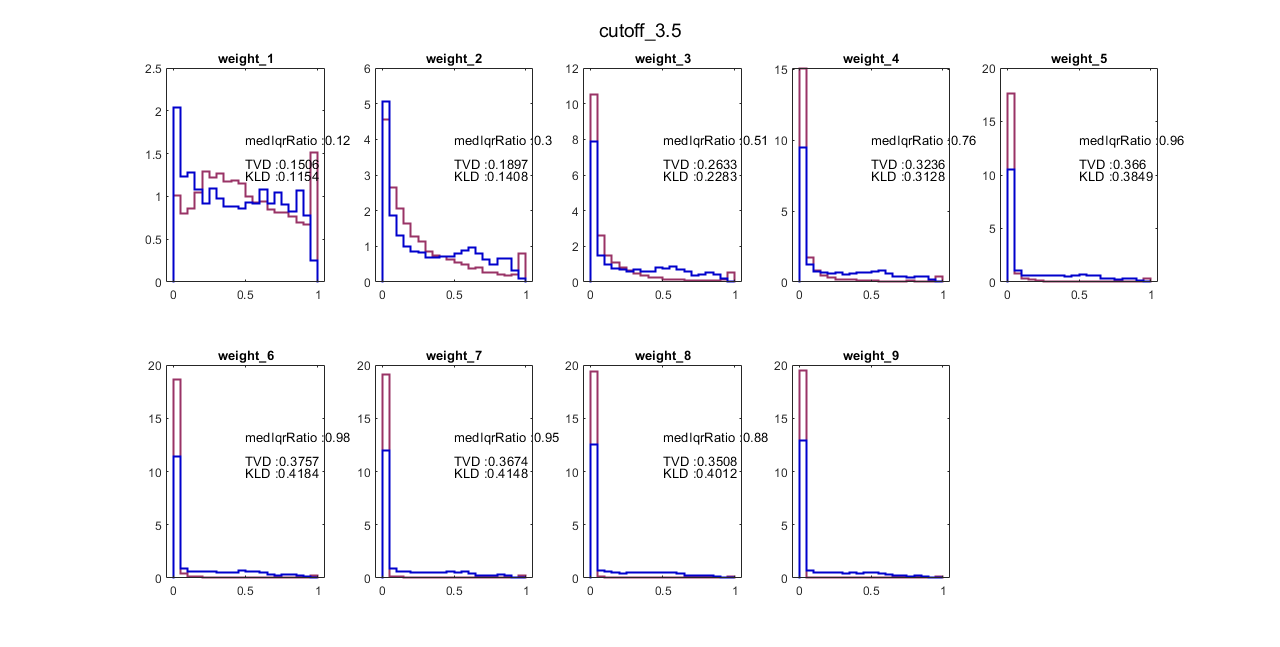 cutoff_3.5
weight_1
2.5
2
1.5
1
0.5
0
0
0.5
1
medIqrRatio :0.12
TVD :0.1506
KLD :0.1154
weight_2
6
5
4
3
2
1
0
0
0.5
1
medIqrRatio :0.3
TVD :0.1897
KLD :0.1408
weight_3
12
10
8
6
4
2
0
0
0.5
1
medIqrRatio :0.51
TVD :0.2633
KLD :0.2283
weight_4
15
10
5
0
0
0.5
1
medIqrRatio :0.76
TVD :0.3236
KLD :0.3128
weight_5
20
15
10
5
0
0
0.5
1
medIqrRatio :0.96
TVD :0.366
KLD :0.3849
weight_6
20
15
10
5
0
0
0.5
1
medIqrRatio :0.98
TVD :0.3757
KLD :0.4184
weight_7
20
15
10
5
0
0
0.5
1
medIqrRatio :0.95
TVD :0.3674
KLD :0.4148
weight_8
20
15
10
5
0
0
0.5
1
medIqrRatio :0.88
TVD :0.3508
KLD :0.4012
weight_9
20
15
10
5
0
0
0.5
1